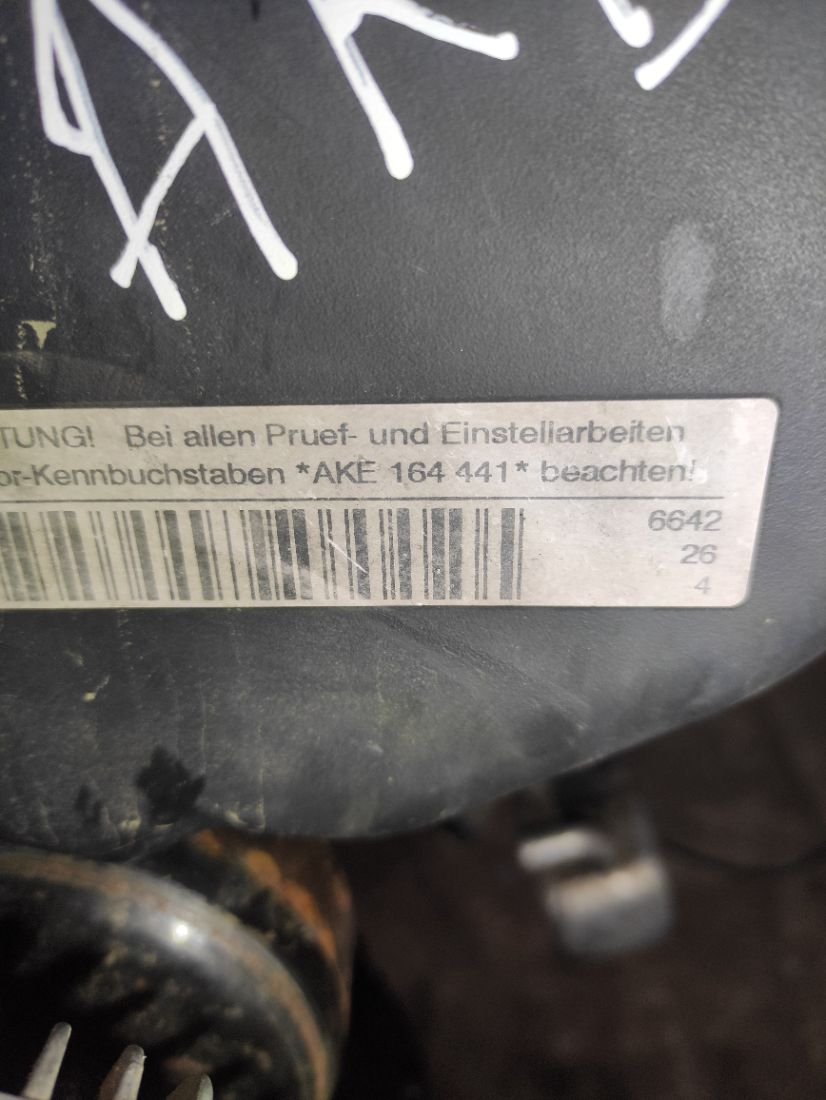 TUNG! Bei allen Pruef- und Einstellarbeiten
or-Kennbuchstaben *AKE 164 441* beachten!
6642
26
4